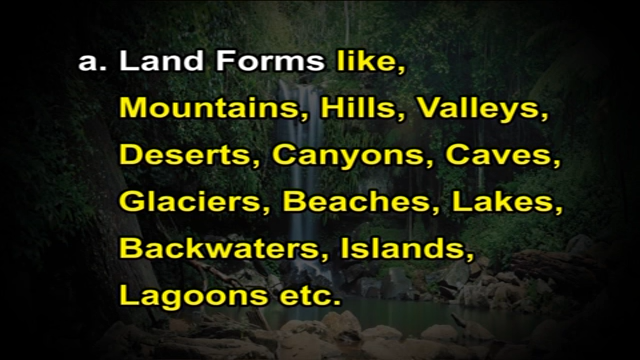 a. Land Forms like,
Mountains, Hills, Valleys,
Deserts, Canyons, Caves,
Glaciers, Beaches, Lakes,
Backwaters, Islands,
Lagoons etc.